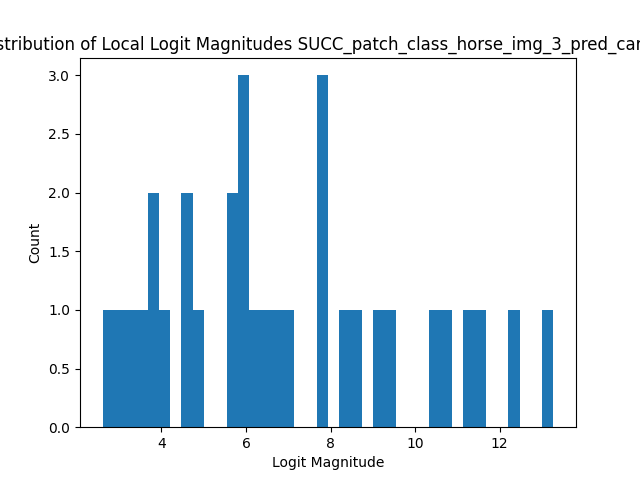 stribution of Local Logit Magnitudes SUCC_patch_class_horse_img_3_pred_car
3.0
2.5
2.0
1.5
1.0
0.5
0.0
Count
4 6 8 10 12
Logit Magnitude